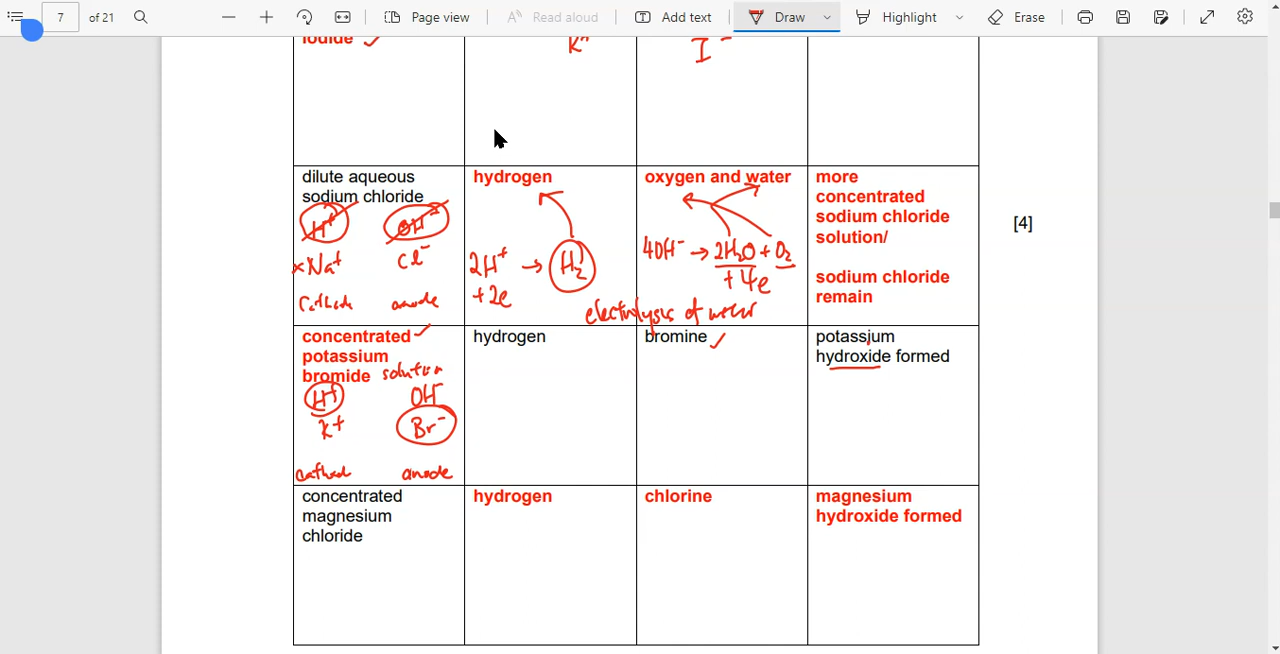 7 of 21 Page view Read aloud Add text Draw Highlight Erase
iodide K+ I-
dilute aqueous
sodium chloride
H+ OH-
×Na+ Cl-
Cathode anode
hydrogen
2H+ → H2
+ 2e
oxygen and water
4OH- → 2H2O + O2
+ 4e
electrolysis of water
more
concentrated
sodium chloride
solution/
sodium chloride
remain
[4]
concentrated
potassium
bromide solution
H+ OH-
K+ Br-
cathod anode
hydrogen
bromine
potassium
hydroxide formed
concentrated
magnesium
chloride
hydrogen
chlorine
magnesium
hydroxide formed